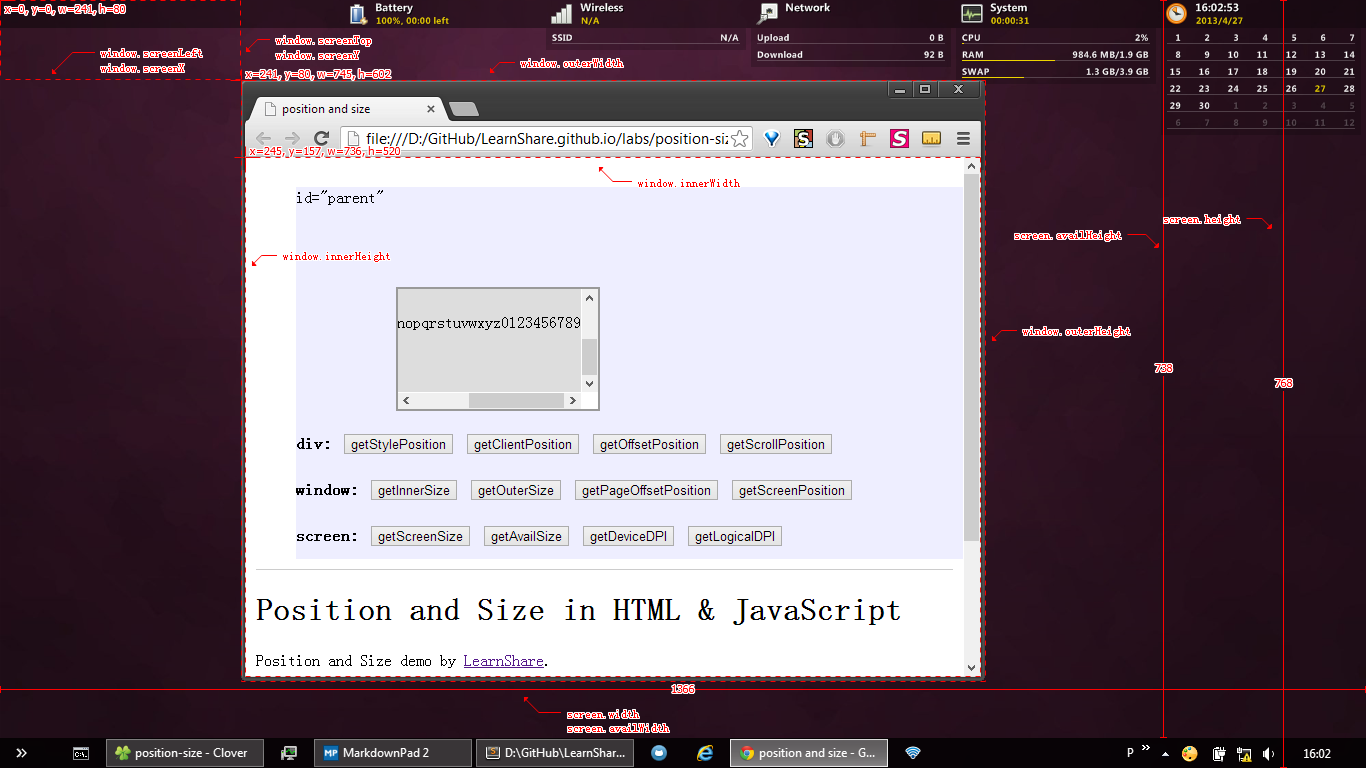 x=0, y=0, w=241, h=80
Battery
100%, 00:00 left
Wireless
N/A
SSID N/A
Network
Upload 0 B
Download 92 B
System
00:00:31
CPU 2%
RAM 984.6 MB/1.9 GB
SWAP 1.3 GB/3.9 GB
16:02:53
2013/4/27
1 2 3 4 5 6 7
8 9 10 11 12 13 14
15 16 17 18 19 20 21
22 23 24 25 26 27 28
29 30 1 2 3 4 5
6 7 8 9 10 11 12
window.screenLeft
window.screenX
window.screenTop
window.screenY
window.outerWidth
x=241, y=80, w=745, h=602
position and size
file:///D:/GitHub/LearnShare.github.io/labs/position-siz
x=245, y=157, w=736, h=520
window.innerWidth
id="parent"
window.innerHeight
screen.height
screen.availHeight
window.outerHeight
nopqrstuvwxyz0123456789
738
768
div: getStylePosition getClientPosition getOffsetPosition getScrollPosition
window: getInnerSize getOuterSize getPageOffsetPosition getScreenPosition
screen: getScreenSize getAvailSize getDeviceDPI getLogicalDPI
Position and Size in HTML & JavaScript
Position and Size demo by LearnShare.
1366
screen.width
screen.availWidth
position-size - Clover
MP MarkdownPad 2
D:\GitHub\LearnShar...
position and size - G...
P
16:02